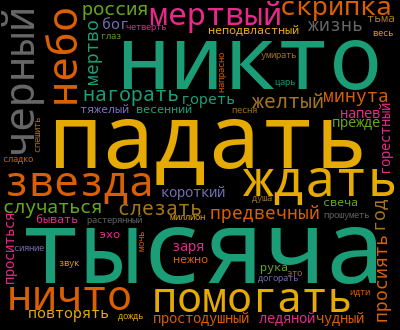 россия
мертвый
скрипка
бог
четверть
неподвластный
жизнь
тьма
глаз
весь
черный
небо
мертво
никто
напрасно
умирать
царь
нагорать
гореть
желтый
минута
тяжелый
весенний
песня
прежде
напев
спешить
падать
горестный
сладко
звезда
короткий
душа
ждать
случаться
слезать
предвечный
свеча
год
бывать
растерянный
миллион
прошуметь
проситься
тысяча
эхо
мочь
заря
нежно
рука
это
догорать
сияние
звук
просиять
ничто
помогать
идти
повторять
дождь
простодушный
ледяной
чудный